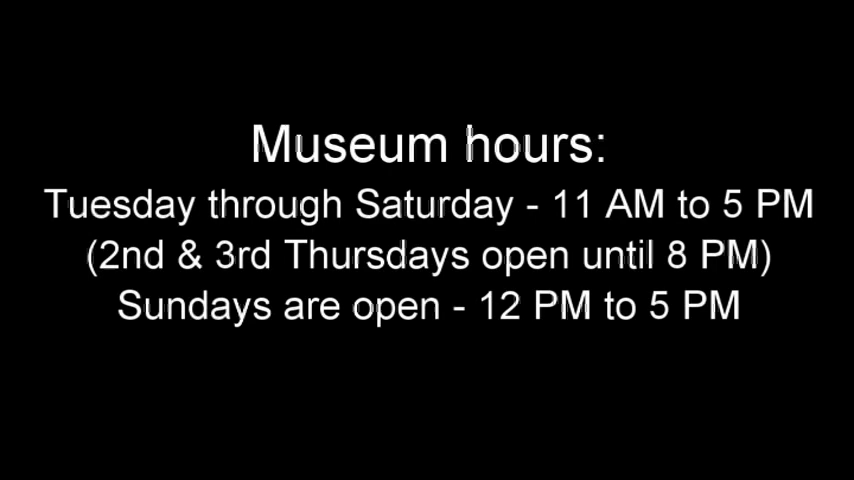 Museum hours:
Tuesday through Saturday - 11 AM to 5 PM
(2nd & 3rd Thursdays open until 8 PM)
Sundays are open - 12 PM to 5 PM